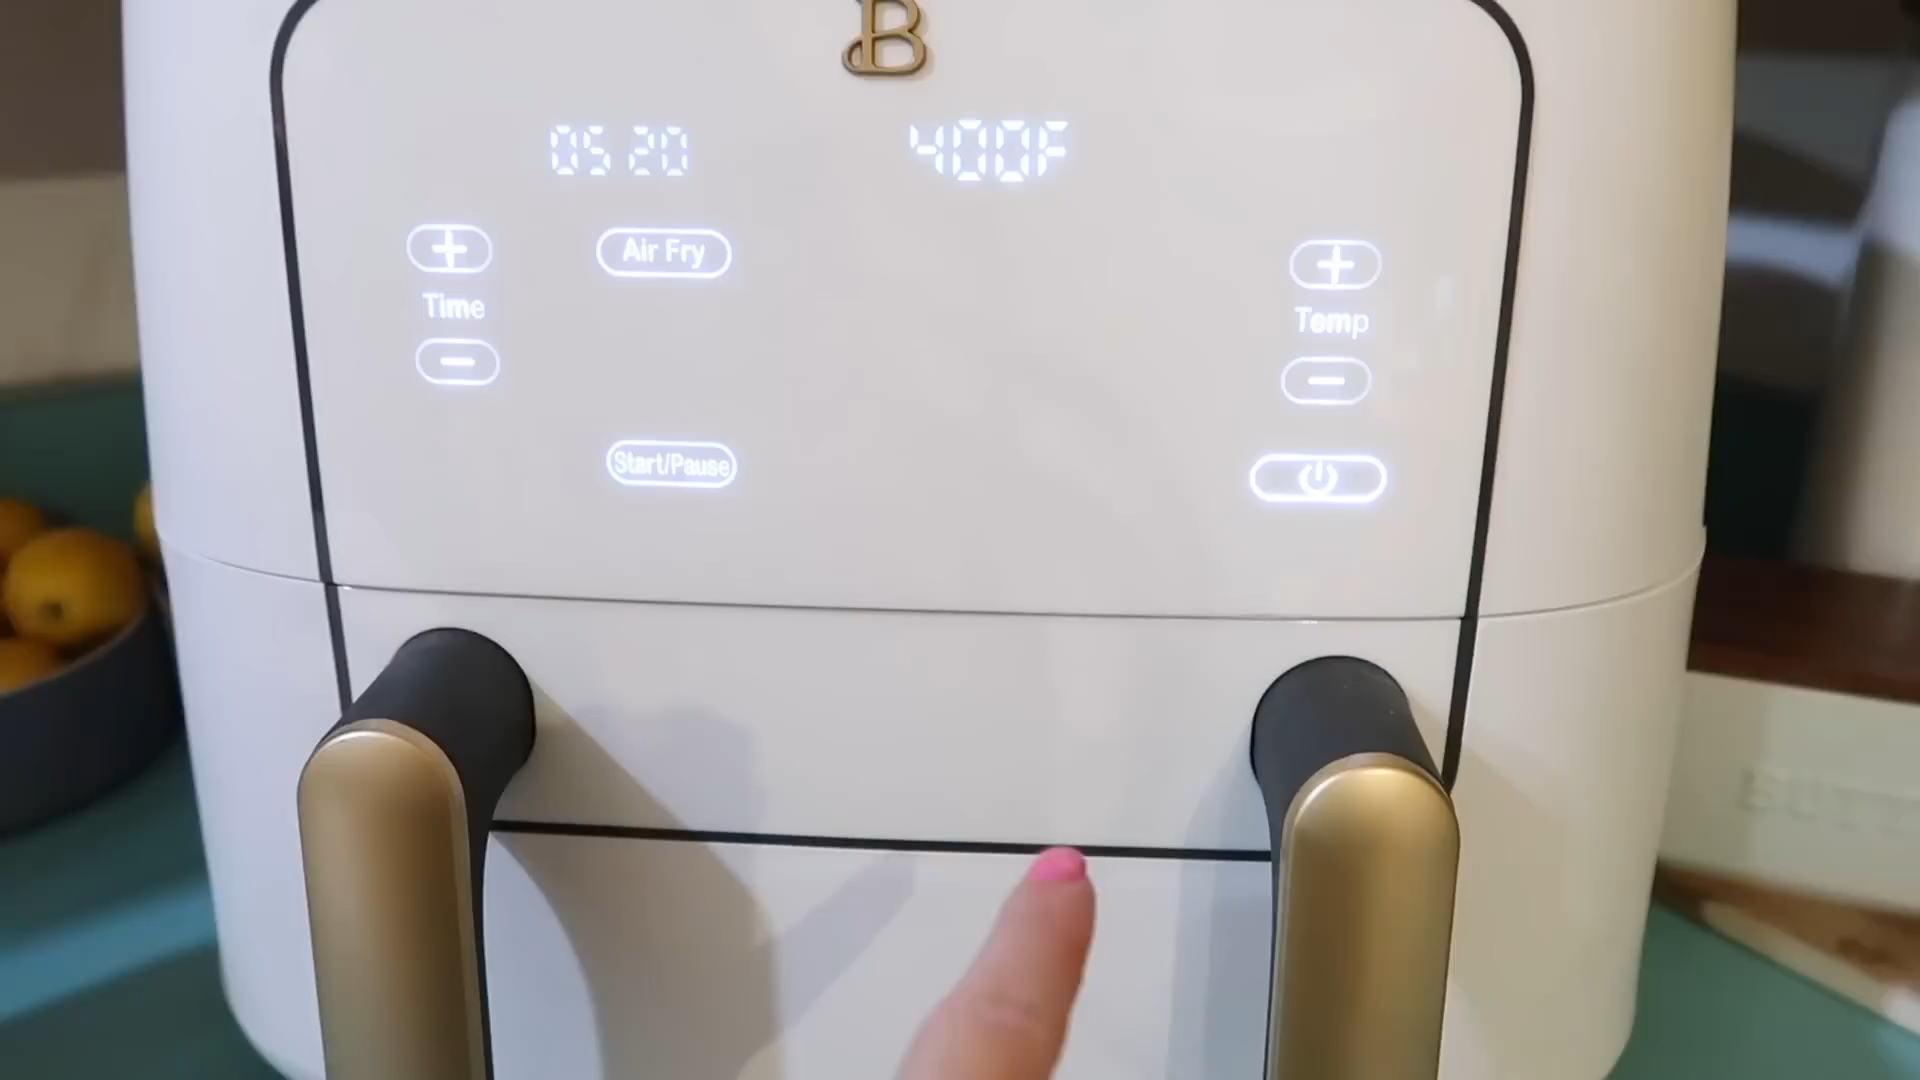 B
05 20 400F
+ Air Fry +
Time Temp
- -
Start/Pause